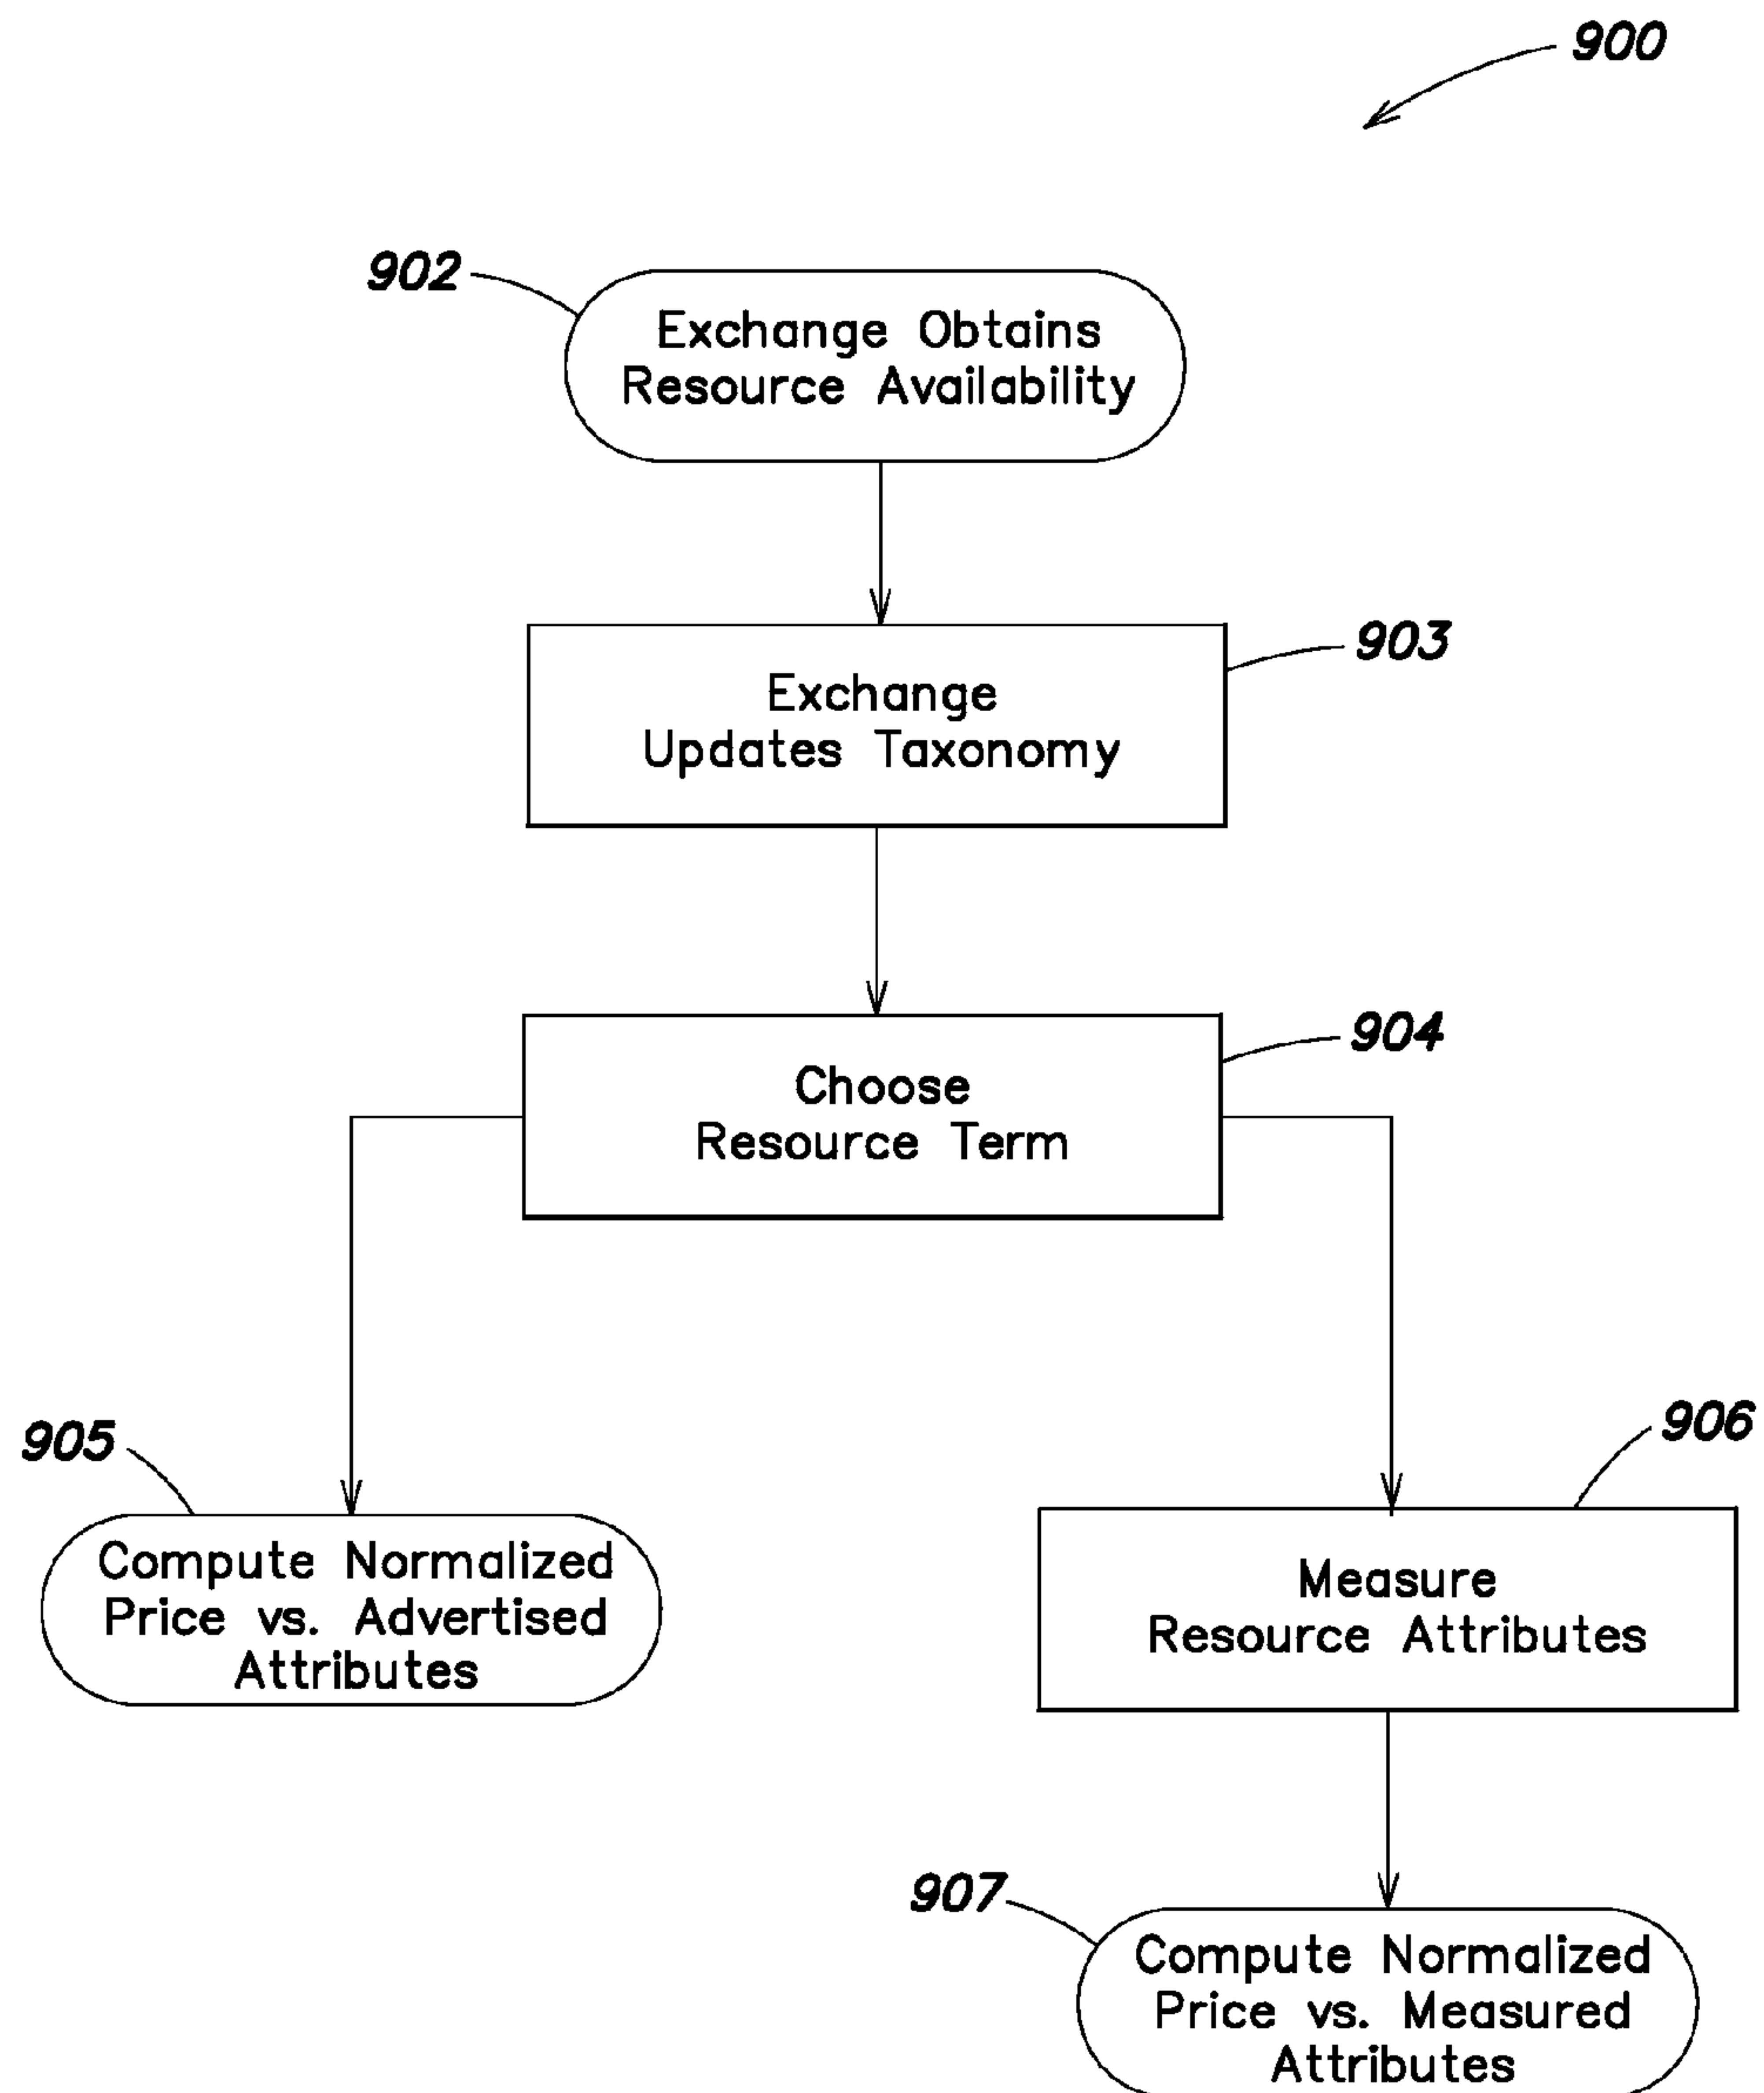 900
902
Exchange Obtains
Resource Availability
903
Exchange
Updates Taxonomy
904
Choose
Resource Term
905
Compute Normalized
Price vs. Advertised
Attributes
906
Measure
Resource Attributes
907
Compute Normalized
Price vs. Measured
Attributes